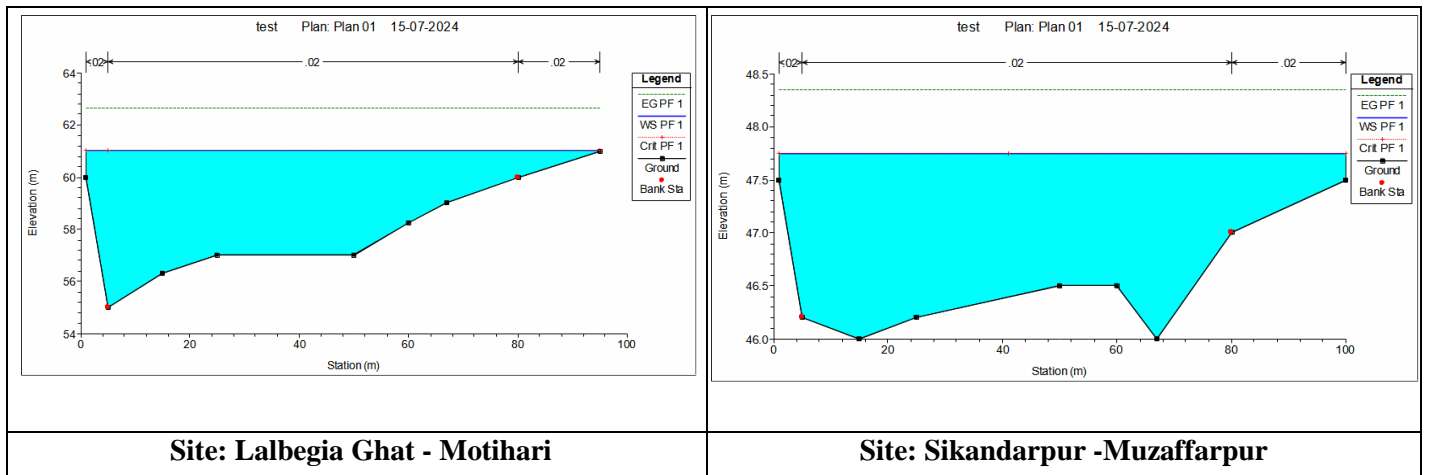 test Plan: Plan 01 15-07-2024
.02 .02 .02
64
62
60
58
56
54
0 20 40 60 80 100
Station (m)
Elevation (m)
Legend
EG PF 1
WS PF 1
Crit PF 1
Ground
Bank Sta
test Plan: Plan 01 15-07-2024
.02 .02 .02
48.5
48.0
47.5
47.0
46.5
46.0
0 20 40 60 80 100
Station (m)
Elevation (m)
Legend
EG PF 1
WS PF 1
Crit PF 1
Ground
Bank Sta
Site: Lalbegia Ghat - Motihari
Site: Sikandarpur -Muzaffarpur